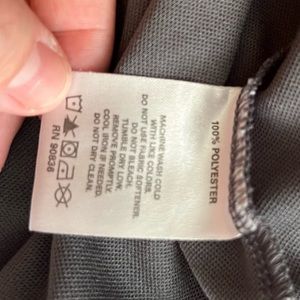 100% POLYESTER
MACHINE WASH COLD
WITH LIKE COLORS.
DO NOT USE FABRIC SOFTENER.
DO NOT BLEACH.
TUMBLE DRY LOW.
REMOVE PROMPTLY.
COOL IRON IF NEEDED.
DO NOT DRY CLEAN.
RN 90836